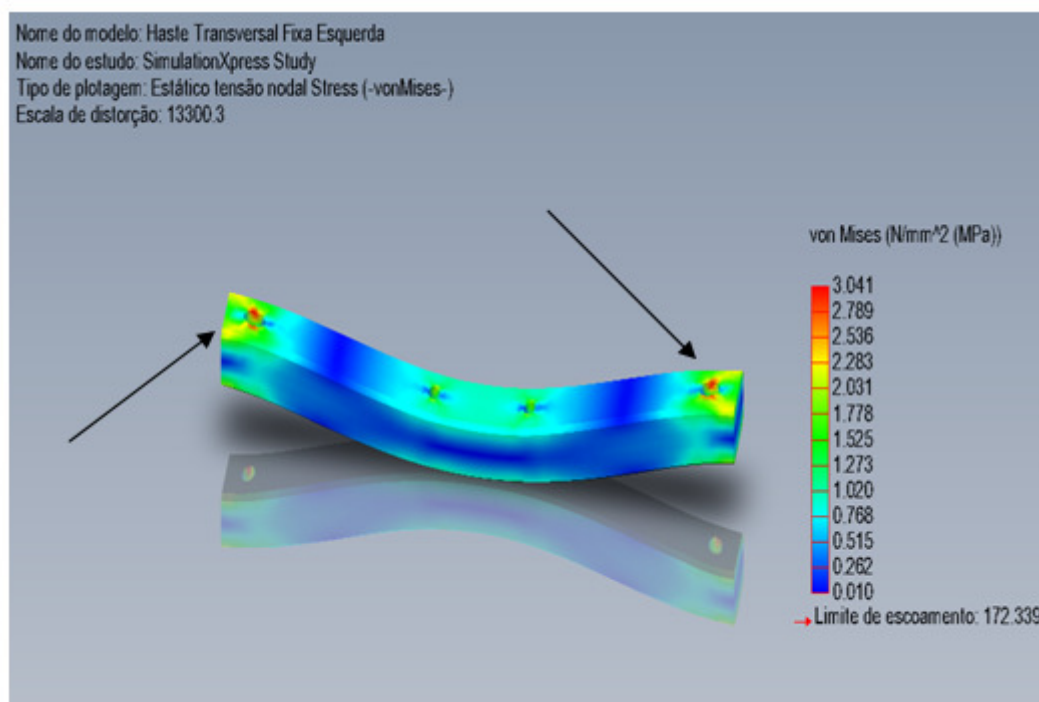 Nome do modelo: Haste Transversal Fixa Esquerda
Nome do estudo: SimulationXpress Study
Tipo de plotagem: Estático tensão nodal Stress (-vonMises-)
Escala de distorção: 13300.3
von Mises (N/mm^2 (MPa))
3.041
2.789
2.536
2.283
2.031
1.778
1.525
1.273
1.020
0.768
0.515
0.262
0.010
Limite de escoamento: 172.339